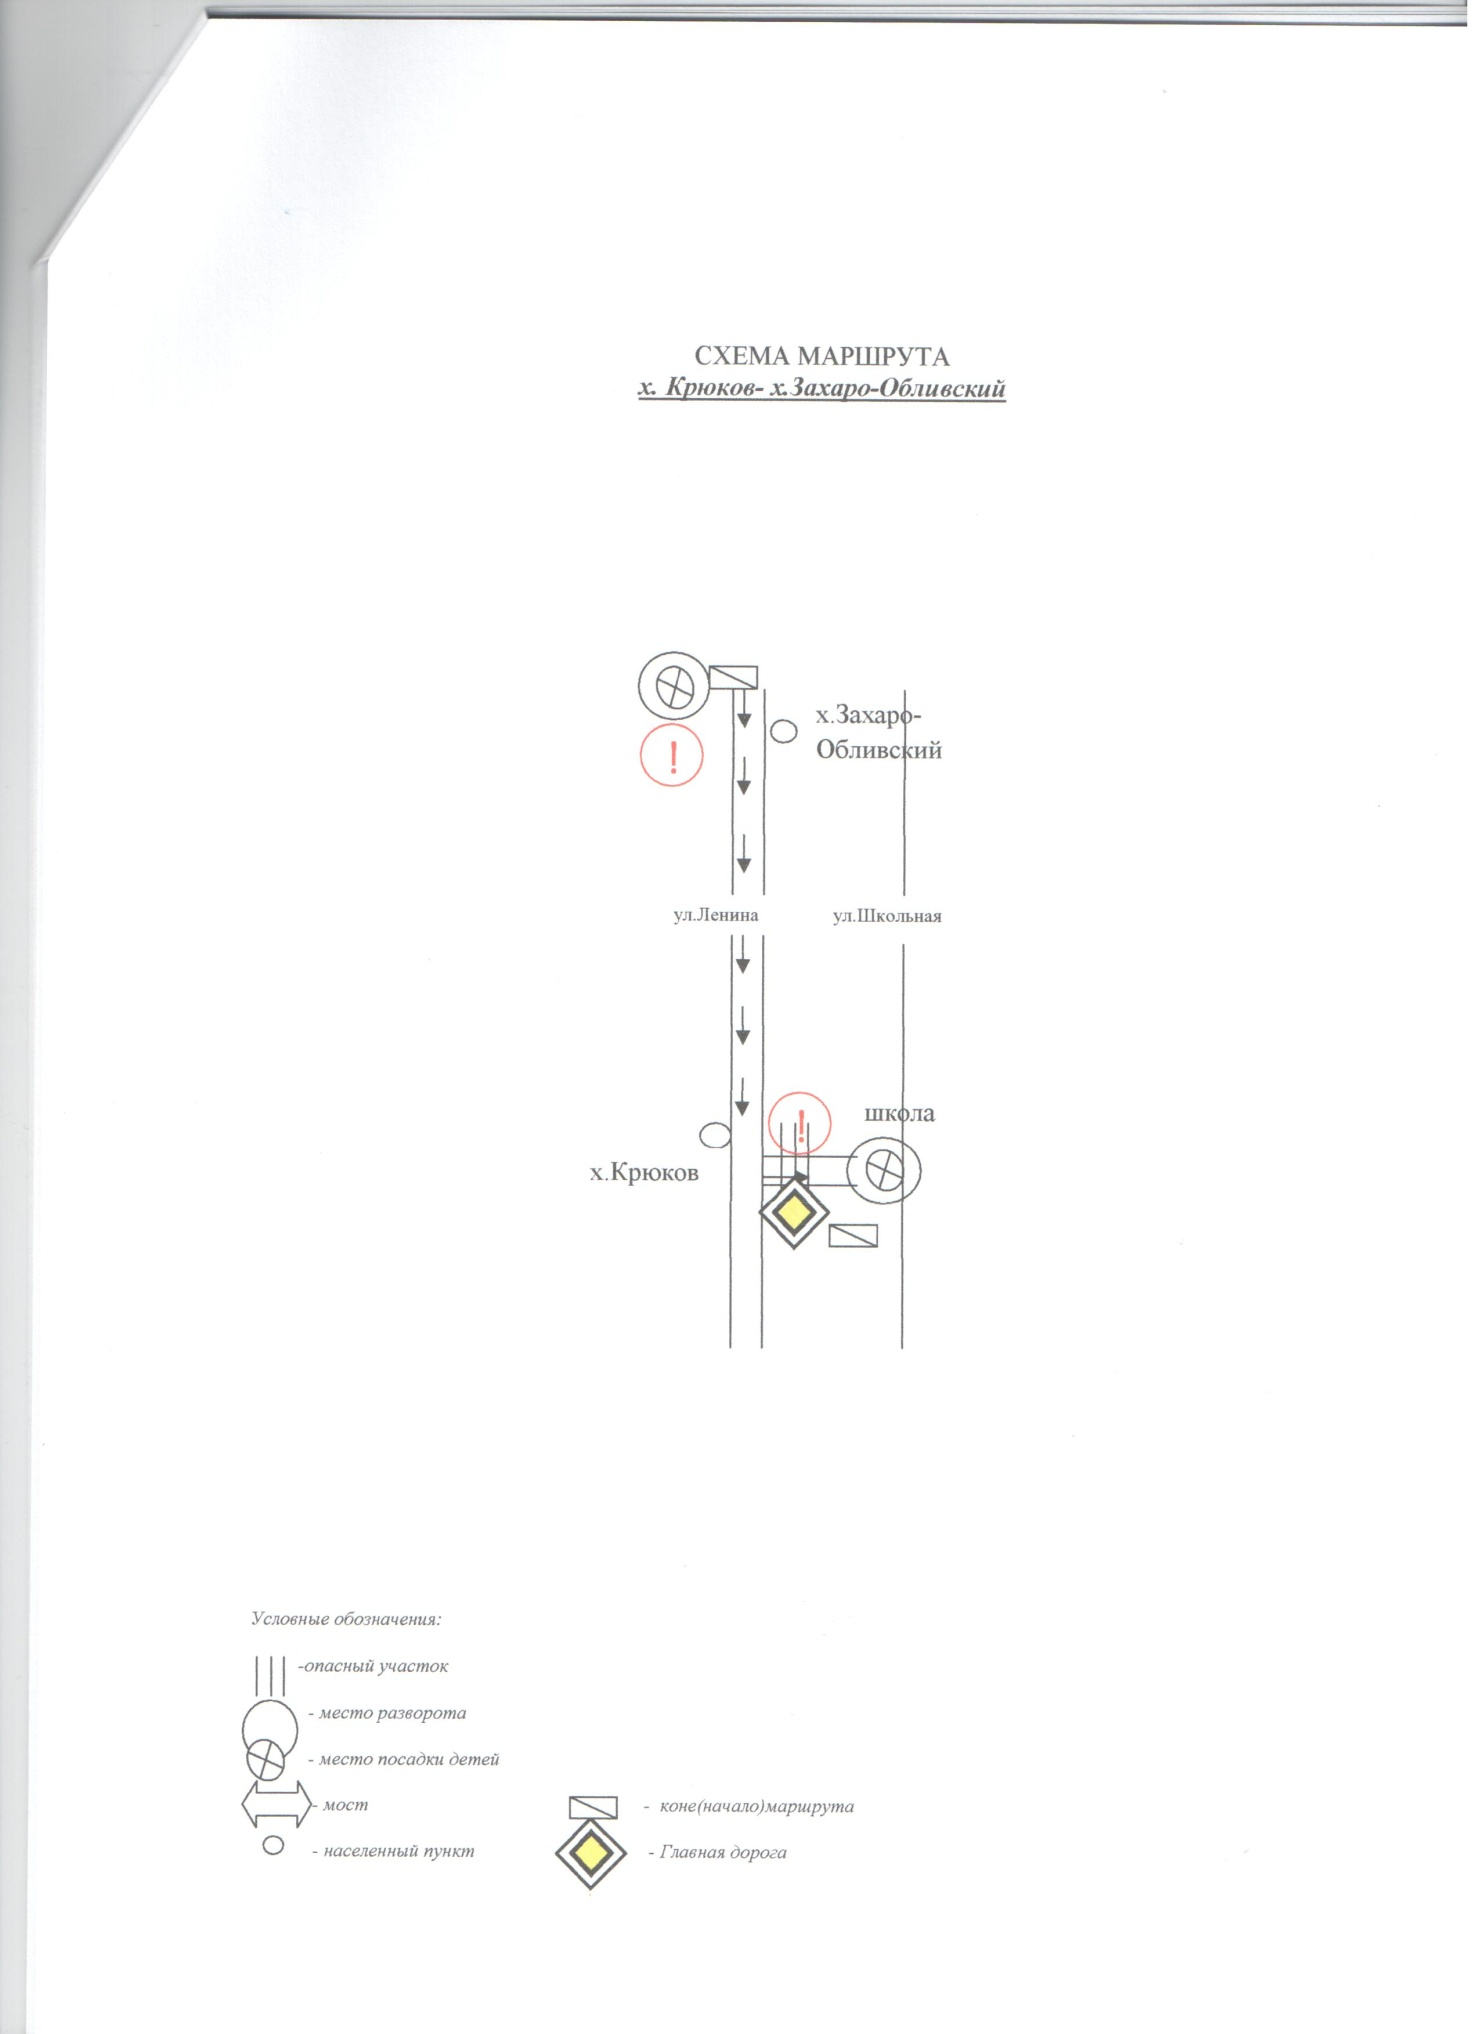 СХЕМА МАРШРУТА
х. Крюков- х.Захаро-Обливский
!
х.Захаро-
Обливский
ул.Ленина
ул.Школьная
!
школа
х.Крюков
Условные обозначения:
-опасный участок
- место разворота
- место посадки детей
- мост
- коне(начало)маршрута
- населенный пункт
- Главная дорога